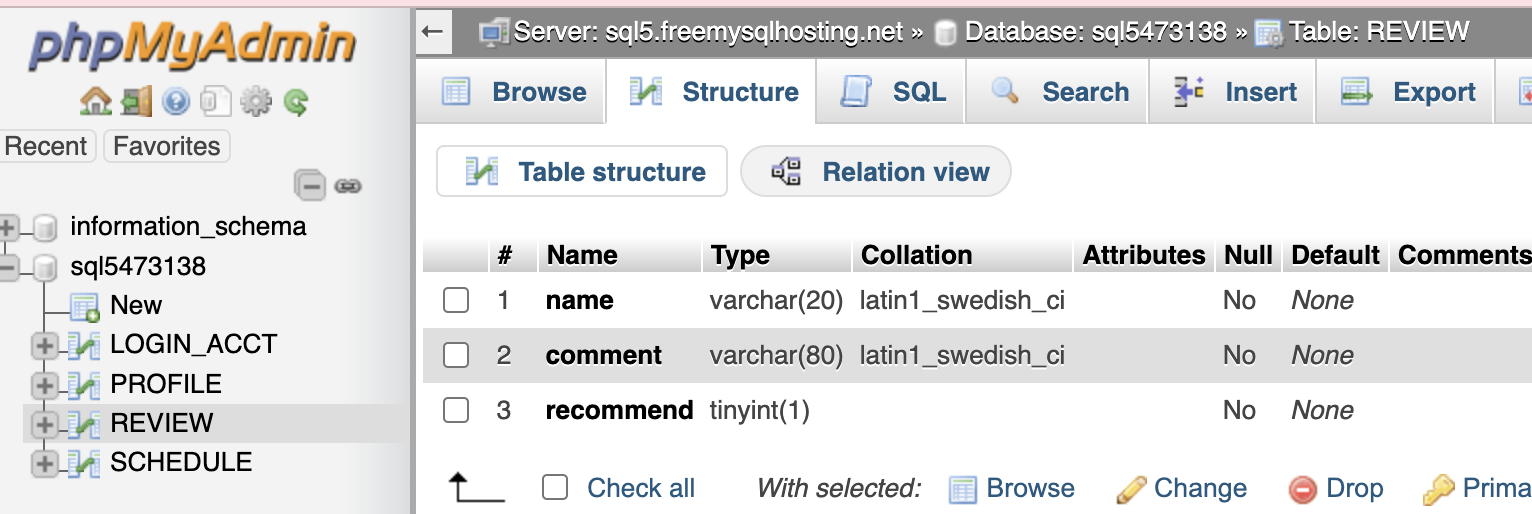 phpMyAdmin
Recent Favorites
information_schema
sql5473138
New
LOGIN_ACCT
PROFILE
REVIEW
SCHEDULE
← Server: sql5.freemysqlhosting.net » Database: sql5473138 » Table: REVIEW
Browse Structure SQL Search Insert Export
Table structure Relation view
# Name Type Collation Attributes Null Default Comments
1 name varchar(20) latin1_swedish_ci No None
2 comment varchar(80) latin1_swedish_ci No None
3 recommend tinyint(1) No None
Check all With selected: Browse Change Drop Prima